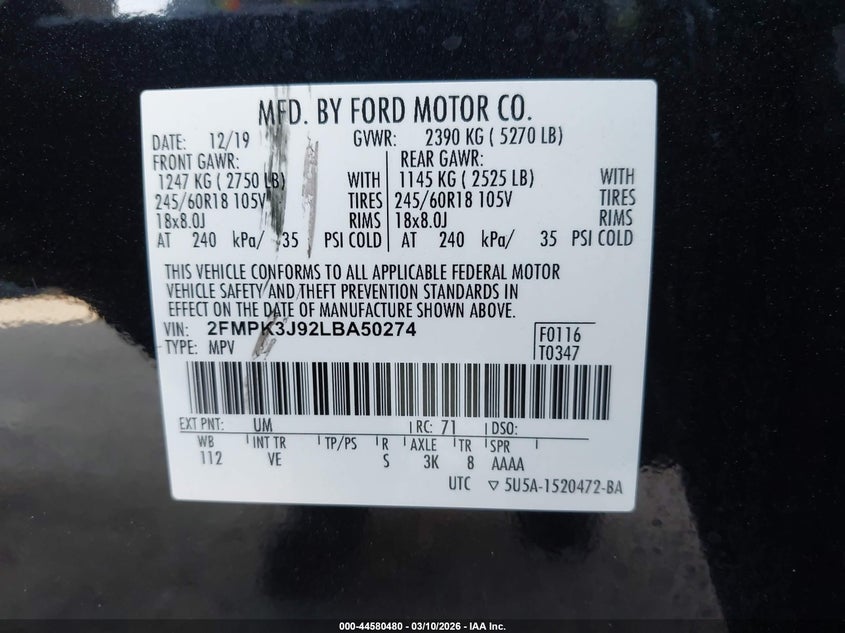 MFD. BY FORD MOTOR CO.
DATE: 12/19 GVWR: 2390 KG ( 5270 LB)
FRONT GAWR: REAR GAWR:
1247 KG ( 2750 LB) WITH 1145 KG ( 2525 LB) WITH
245/60R18 105V TIRES 245/60R18 105V TIRES
18x8.0J RIMS 18x8.0J RIMS
AT 240 kPa/ 35 PSI COLD AT 240 kPa/ 35 PSI COLD
THIS VEHICLE CONFORMS TO ALL APPLICABLE FEDERAL MOTOR
VEHICLE SAFETY AND THEFT PREVENTION STANDARDS IN
EFFECT ON THE DATE OF MANUFACTURE SHOWN ABOVE.
VIN: 2FMPK3J92LBA50274 F0116
TYPE: MPV T0347
EXT PNT: UM RC: 71 DSO:
WB INT TR TP/PS R AXLE TR SPR
112 VE S 3K 8 AAAA
UTC ▽ 5U5A-1520472-BA
000-44580480 - 03/10/2026 - IAA Inc.